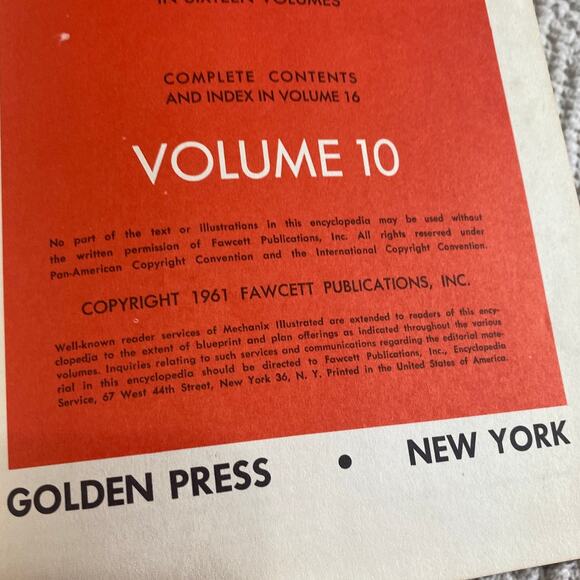 IN SIXTEEN VOLUMES
COMPLETE CONTENTS
AND INDEX IN VOLUME 16
VOLUME 10
No part of the text or illustrations in this encyclopedia may be used without
the written permission of Fawcett Publications, Inc. All rights reserved under
Pan-American Copyright Convention and the International Copyright Convention.
COPYRIGHT 1961 FAWCETT PUBLICATIONS, INC.
Well-known reader services of Mechanix Illustrated are extended to readers of this ency-
clopedia to the extent of blueprint and plan offerings as indicated throughout the various
volumes. Inquiries relating to such services and communications regarding the editorial mate-
rial in this encyclopedia should be directed to Fawcett Publications, Inc., Encyclopedia
Service, 67 West 44th Street, New York 36, N. Y. Printed in the United States of America.
GOLDEN PRESS • NEW YORK